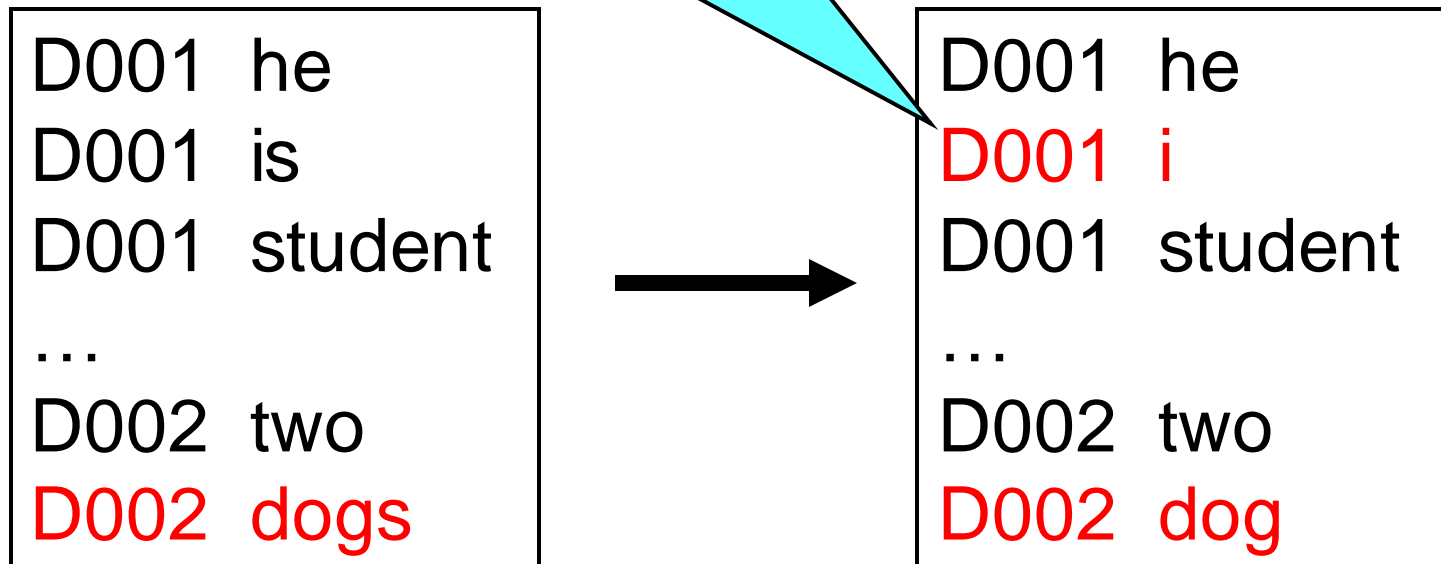 D001 he
D001 is
D001 student
…
D002 two
D002 dogs
D001 he
D001 i
D001 student
…
D002 two
D002 dog